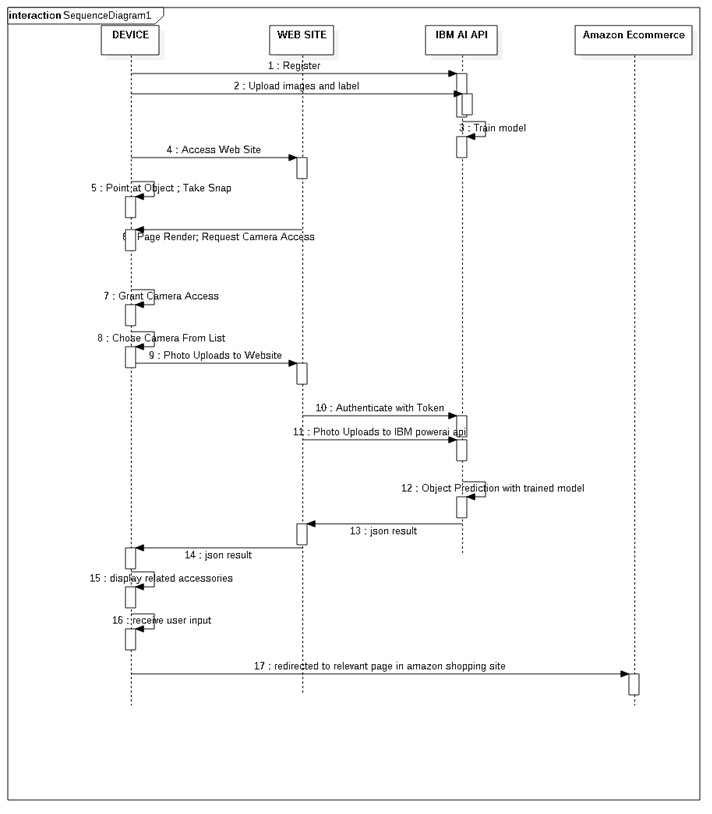 interaction SequenceDiagram1
DEVICE
WEB SITE
IBM AI API
Amazon Ecommerce
1 : Register
2 : Upload images and label
3 : Train model
4 : Access Web Site
5 : Point at Object ; Take Snap
6 : Page Render; Request Camera Access
7 : Grant Camera Access
8 : Chose Camera From List
9 : Photo Uploads to Website
10 : Authenticate with Token
11 : Photo Uploads to IBM powerai api
12 : Object Prediction with trained model
13 : json result
14 : json result
15 : display related accessories
16 : receive user input
17 : redirected to relevant page in amazon shopping site